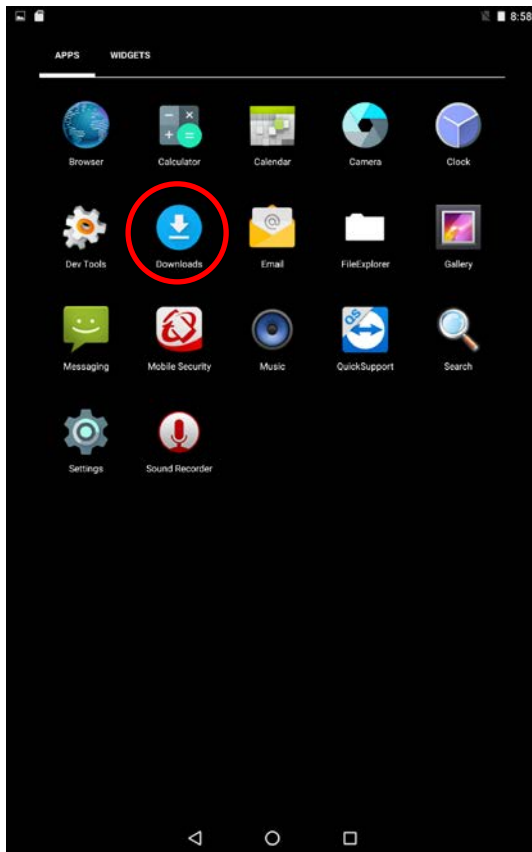 8:58
APPS WIDGETS
Browser Calculator Calendar Camera Clock
Dev Tools Downloads Email FileExplorer Gallery
QS
Messaging Mobile Security Music QuickSupport Search
Settings Sound Recorder